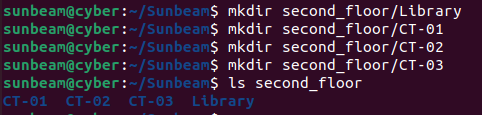 sunbeam@cyber:~/Sunbeam$ mkdir second_floor/Library
sunbeam@cyber:~/Sunbeam$ mkdir second_floor/CT-01
sunbeam@cyber:~/Sunbeam$ mkdir second_floor/CT-02
sunbeam@cyber:~/Sunbeam$ mkdir second_floor/CT-03
sunbeam@cyber:~/Sunbeam$ ls second_floor
CT-01  CT-02  CT-03  Library